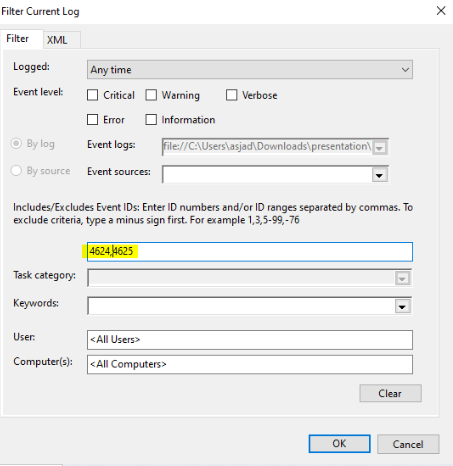 Filter Current Log
Filter XML
Logged: Any time
Event level: Critical Warning Verbose
Error Information
By log Event logs: file://C:\Users\asjad\Downloads\presentation\
By source Event sources:
Includes/Excludes Event IDs: Enter ID numbers and/or ID ranges separated by commas. To
exclude criteria, type a minus sign first. For example 1,3,5-99,-76
4624,4625
Task category:
Keywords:
User: <All Users>
Computer(s): <All Computers>
Clear
OK Cancel